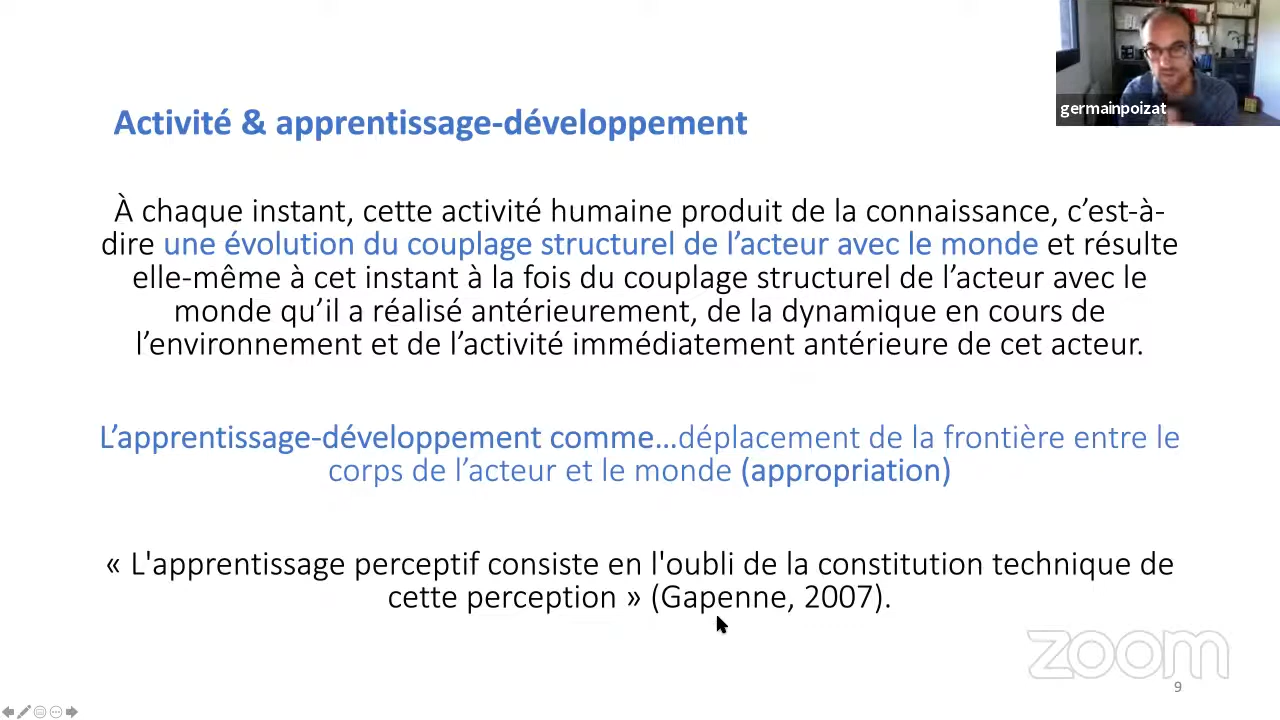 germainpoizat
Activité & apprentissage-développement
À chaque instant, cette activité humaine produit de la connaissance, c’est-à-
dire une évolution du couplage structurel de l’acteur avec le monde et résulte
elle-même à cet instant à la fois du couplage structurel de l’acteur avec le
monde qu’il a réalisé antérieurement, de la dynamique en cours de
l’environnement et de l’activité immédiatement antérieure de cet acteur.
L’apprentissage-développement comme…déplacement de la frontière entre le
corps de l’acteur et le monde (appropriation)
« L'apprentissage perceptif consiste en l'oubli de la constitution technique de
cette perception » (Gapenne, 2007).
zoom
9